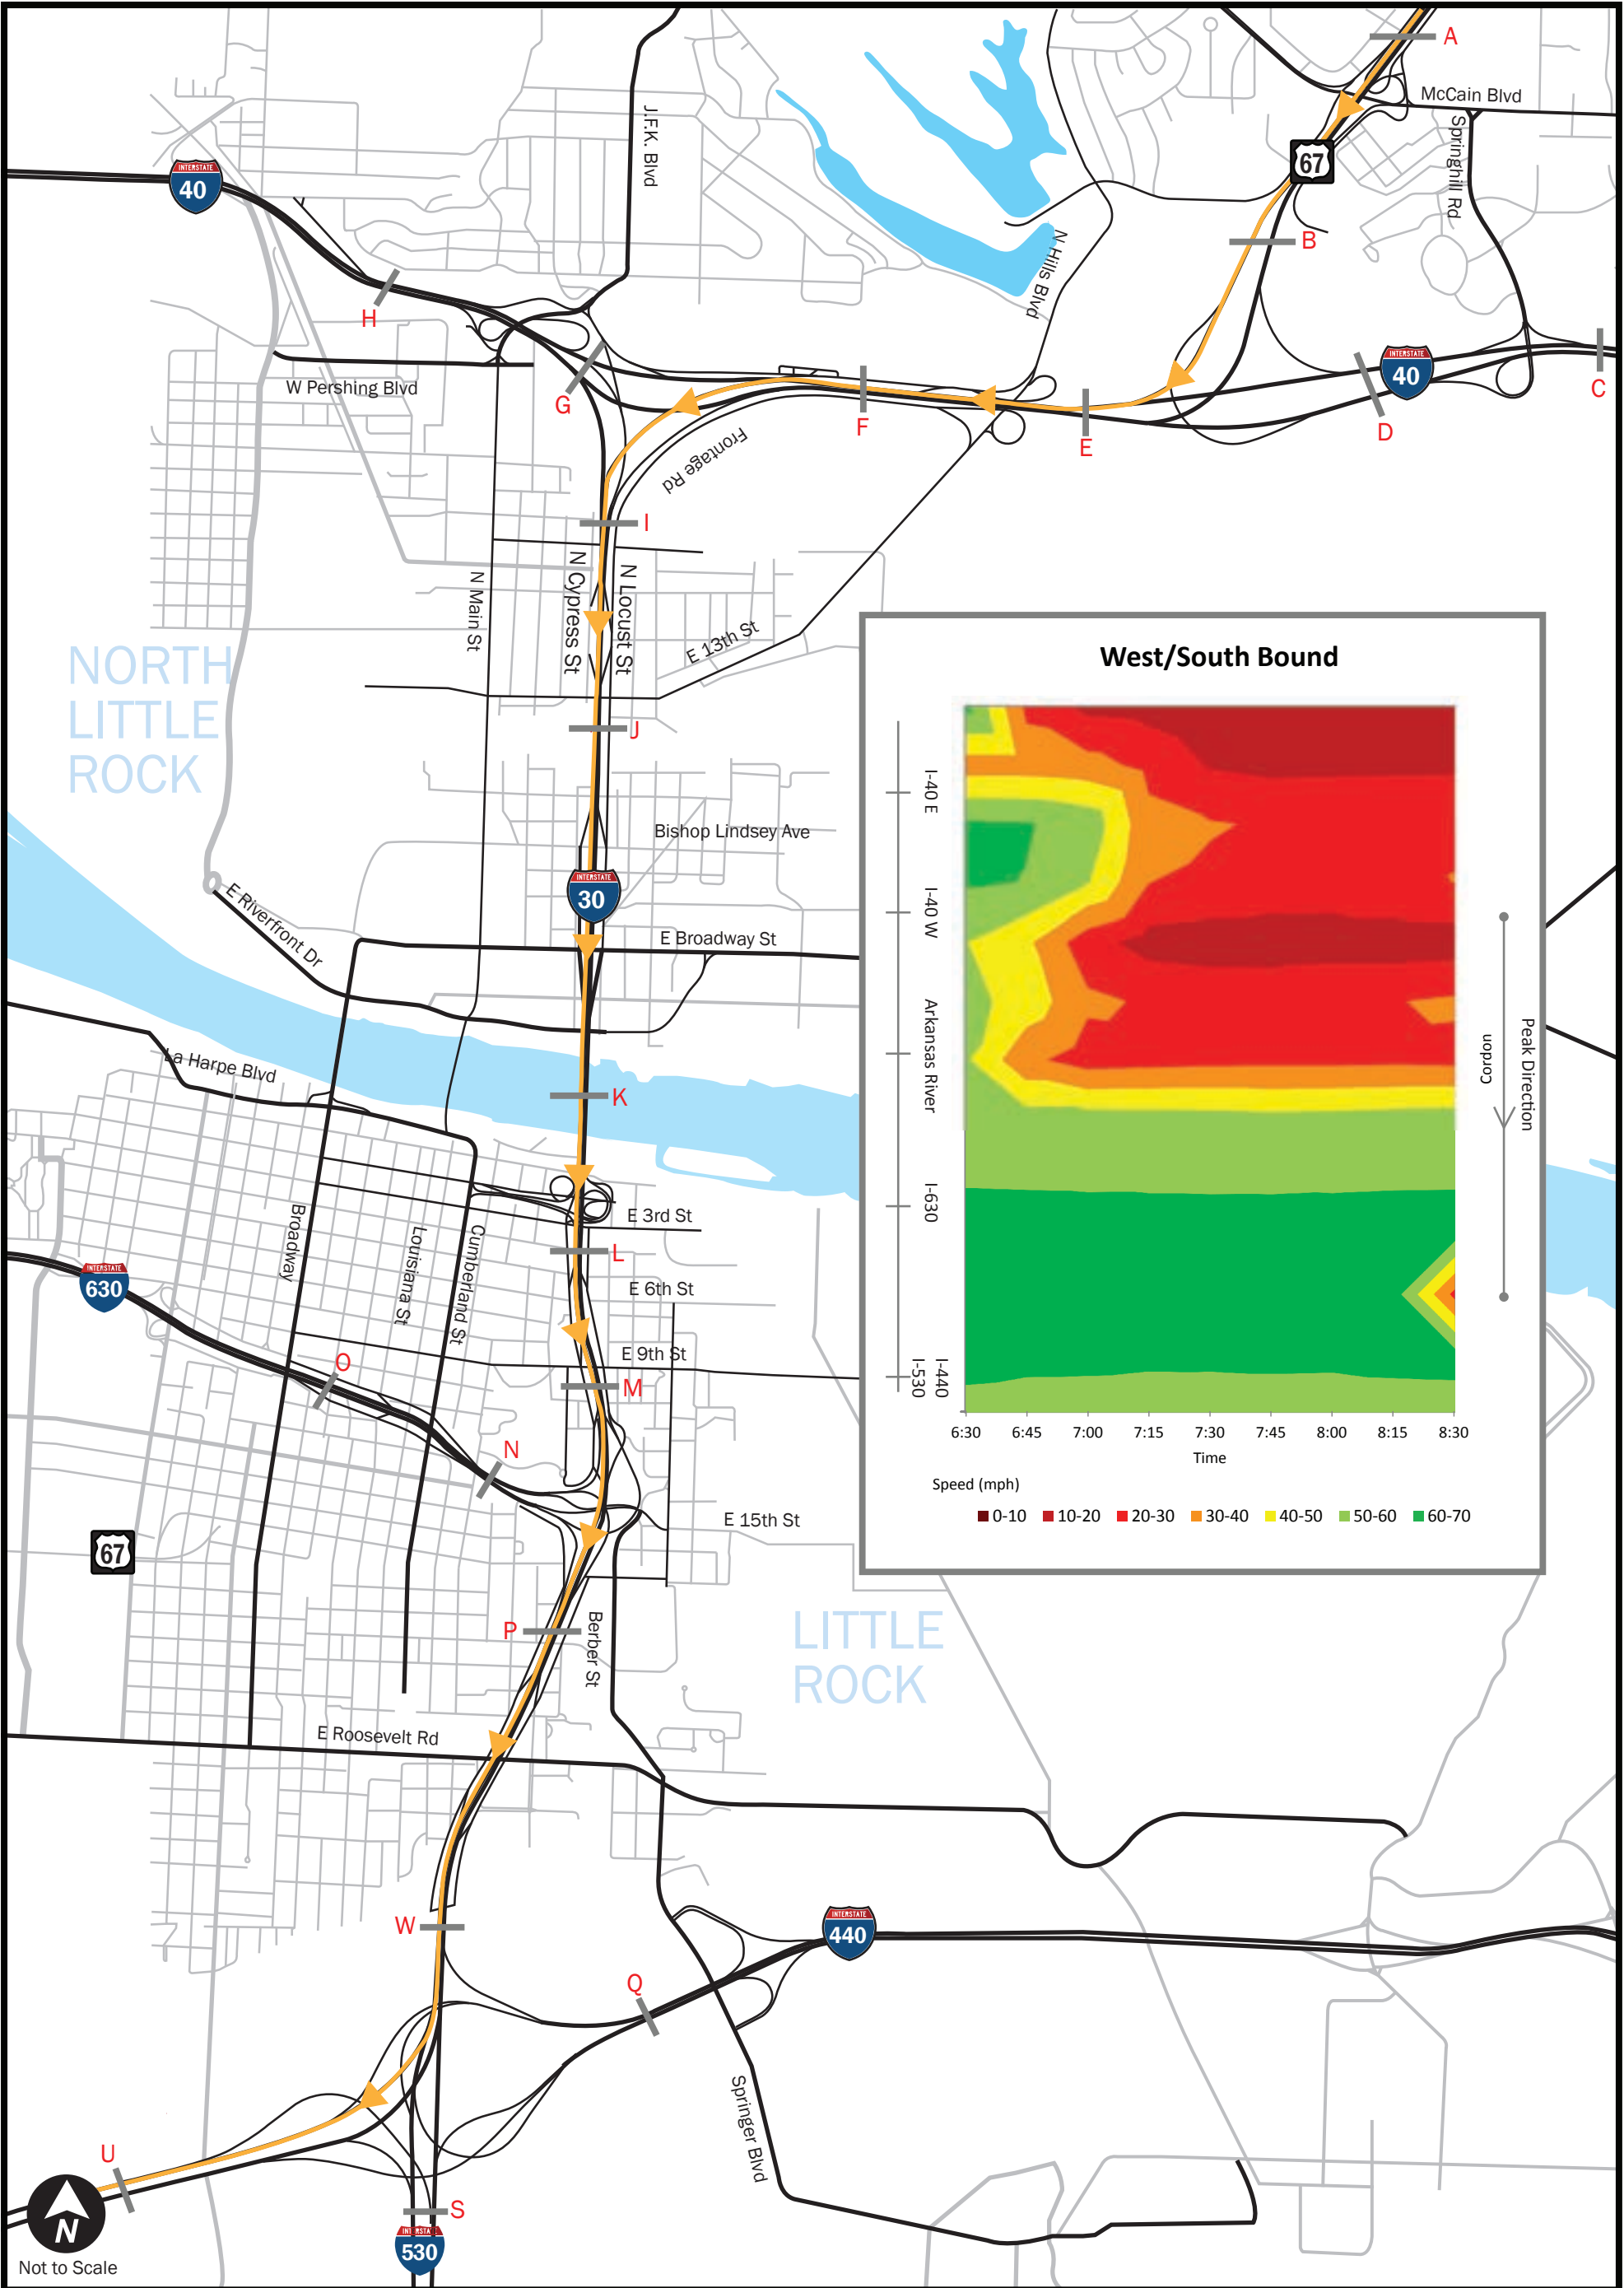 A
McCain Blvd
Springhill Rd
67
J.F.K. Blvd
INTERSTATE
40
B
N Hills Blvd
H
INTERSTATE
40
C
W Pershing Blvd
G
F
E
D
Frontage Rd
I
N Main St
N Cypress St
N Locust St
E 13th St
NORTH
LITTLE
ROCK
J
Bishop Lindsey Ave
INTERSTATE
30
E Riverfront Dr
E Broadway St
La Harpe Blvd
K
E 3rd St
Broadway
Louisiana St
Cumberland St
L
INTERSTATE
630
E 6th St
E 9th St
O
M
N
E 15th St
67
P
Berber St
LITTLE
ROCK
E Roosevelt Rd
W
INTERSTATE
440
Q
Springer Blvd
U
S
INTERSTATE
530
N
Not to Scale
West/South Bound
I-40 E
I-40 W
Arkansas River
I-630
I-440
I-530
Peak Direction
Cordon
6:30 6:45 7:00 7:15 7:30 7:45 8:00 8:15 8:30
Time
Speed (mph)
0-10 10-20 20-30 30-40 40-50 50-60 60-70